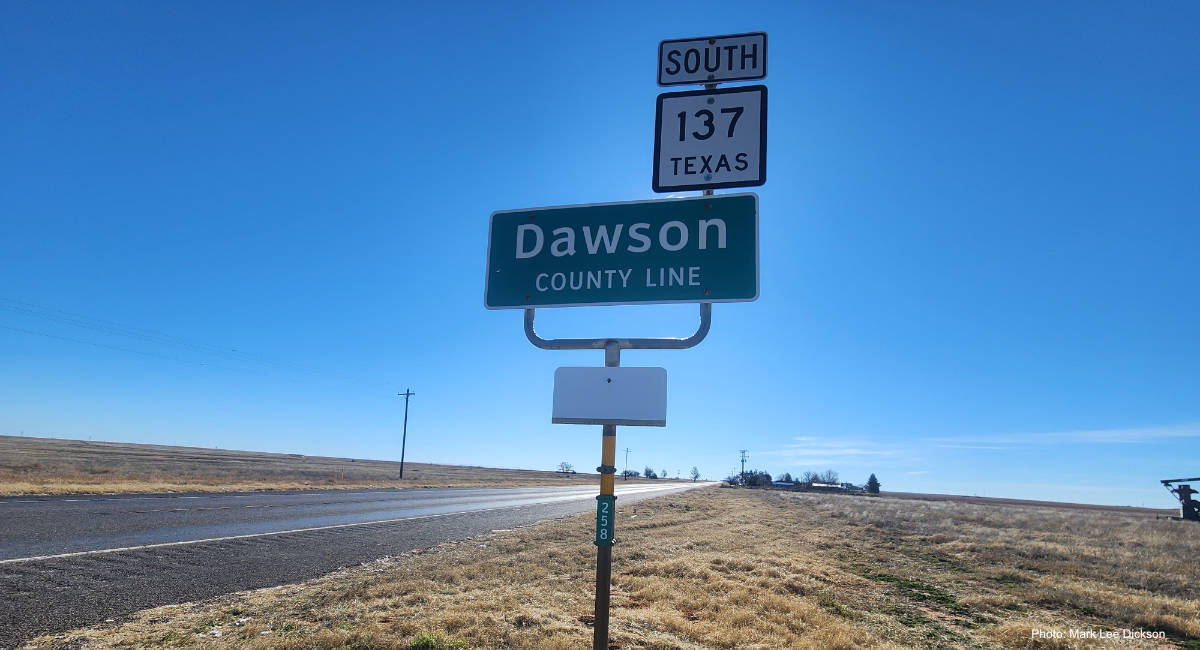 SOUTH
137
TEXAS
Dawson
COUNTY LINE
258
Photo: Mark Lee Dickson